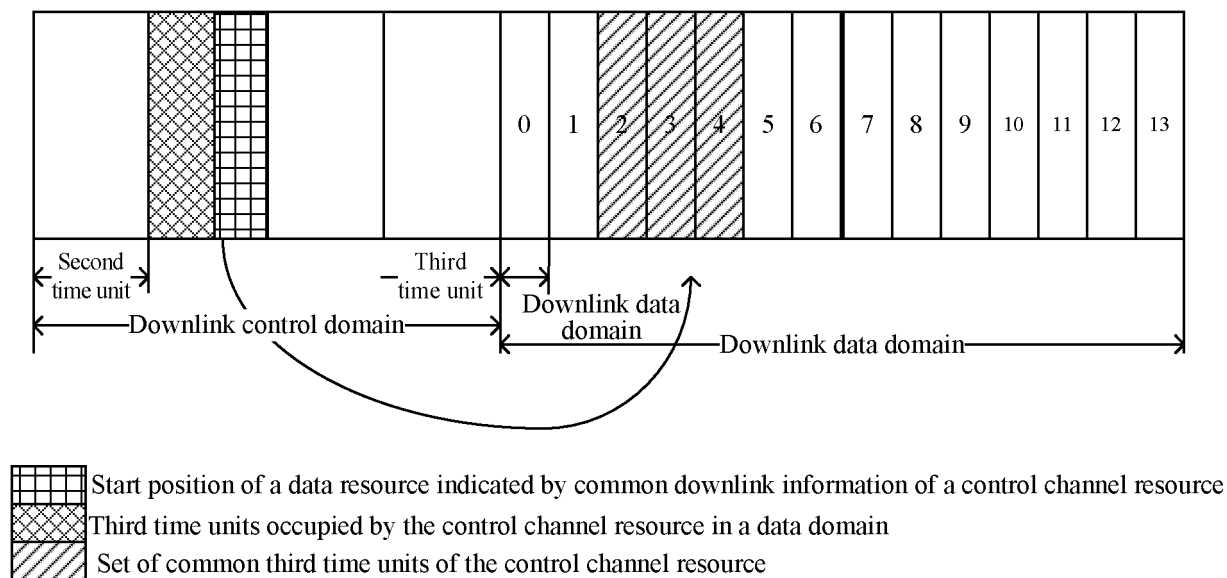 0 1 2 3 4 5 6 7 8 9 10 11 12 13
Second
time unit
Third
time unit
Downlink data
domain
Downlink control domain
Downlink data domain
Start position of a data resource indicated by common downlink information of a control channel resource
Third time units occupied by the control channel resource in a data domain
Set of common third time units of the control channel resource